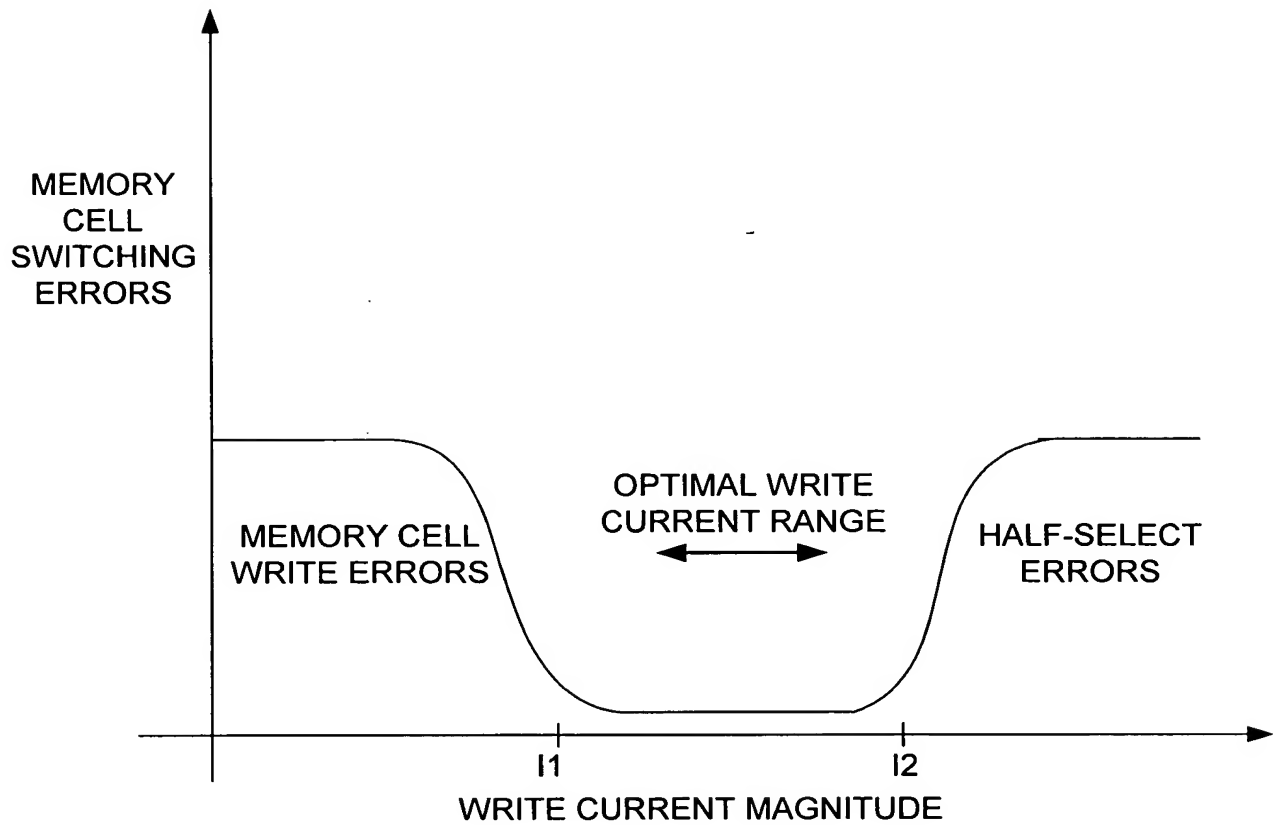 MEMORY
CELL
SWITCHING
ERRORS
OPTIMAL WRITE
CURRENT RANGE
MEMORY CELL
WRITE ERRORS
HALF-SELECT
ERRORS
I1
I2
WRITE CURRENT MAGNITUDE